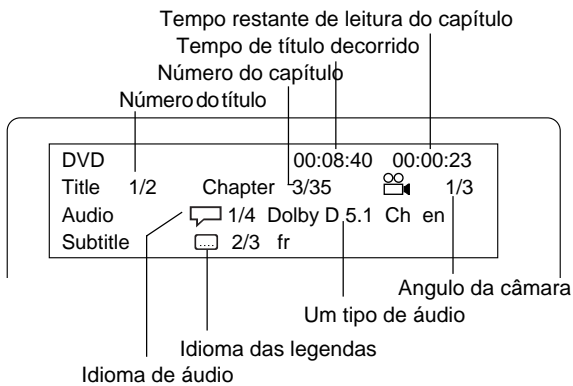 Tempo restante de leitura do capítulo
Tempo de título decorrido
Número do capítulo
Número do título
DVD 00:08:40 00:00:23
Title 1/2 Chapter 3/35 1/3
Audio 1/4 Dolby D 5.1 Ch en
Subtitle .... 2/3 fr
Angulo da câmara
Um tipo de áudio
Idioma das legendas
Idioma de áudio